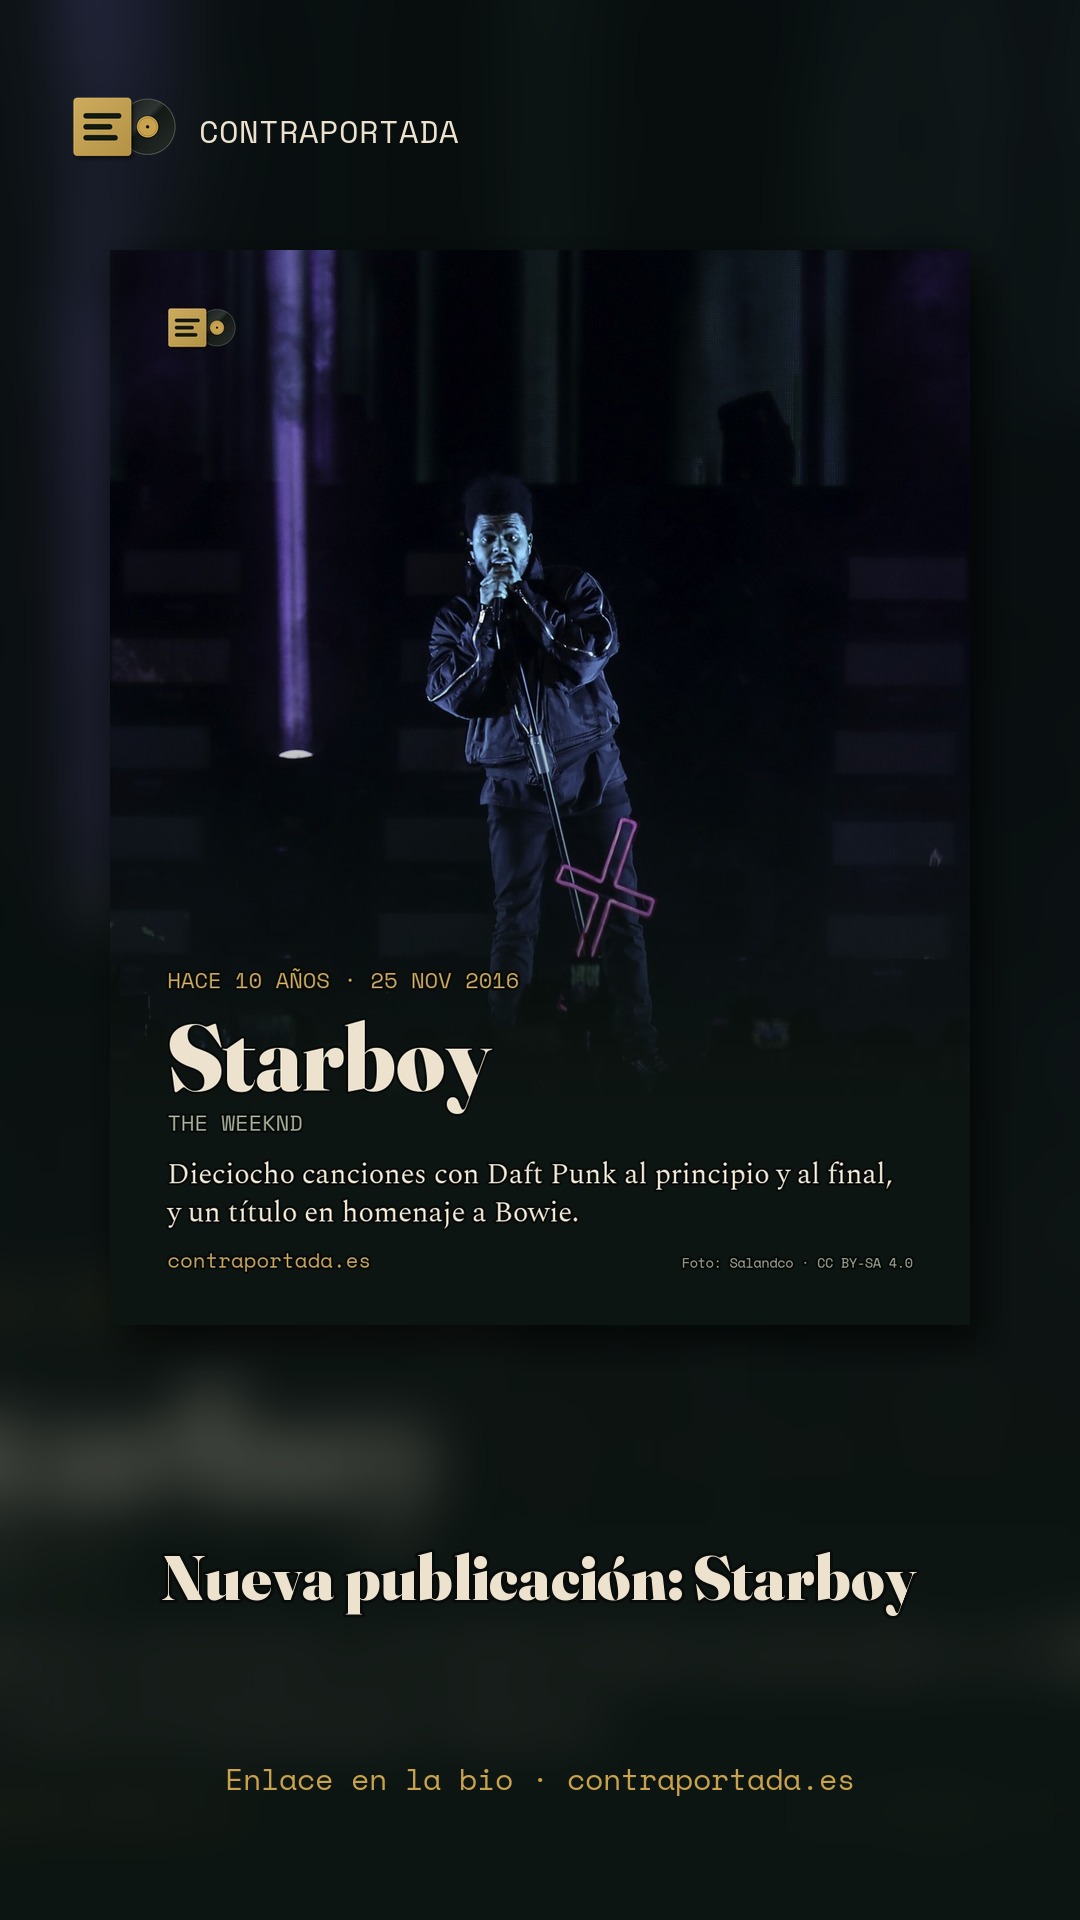 CONTRAPORTADA
HACE 10 AÑOS · 25 NOV 2016
Starboy
THE WEEKND
Dieciocho canciones con Daft Punk al principio y al final,
y un título en homenaje a Bowie.
contraportada.es
Foto: Salandco · CC BY-SA 4.0
Nueva publicación: Starboy
Enlace en la bio · contraportada.es